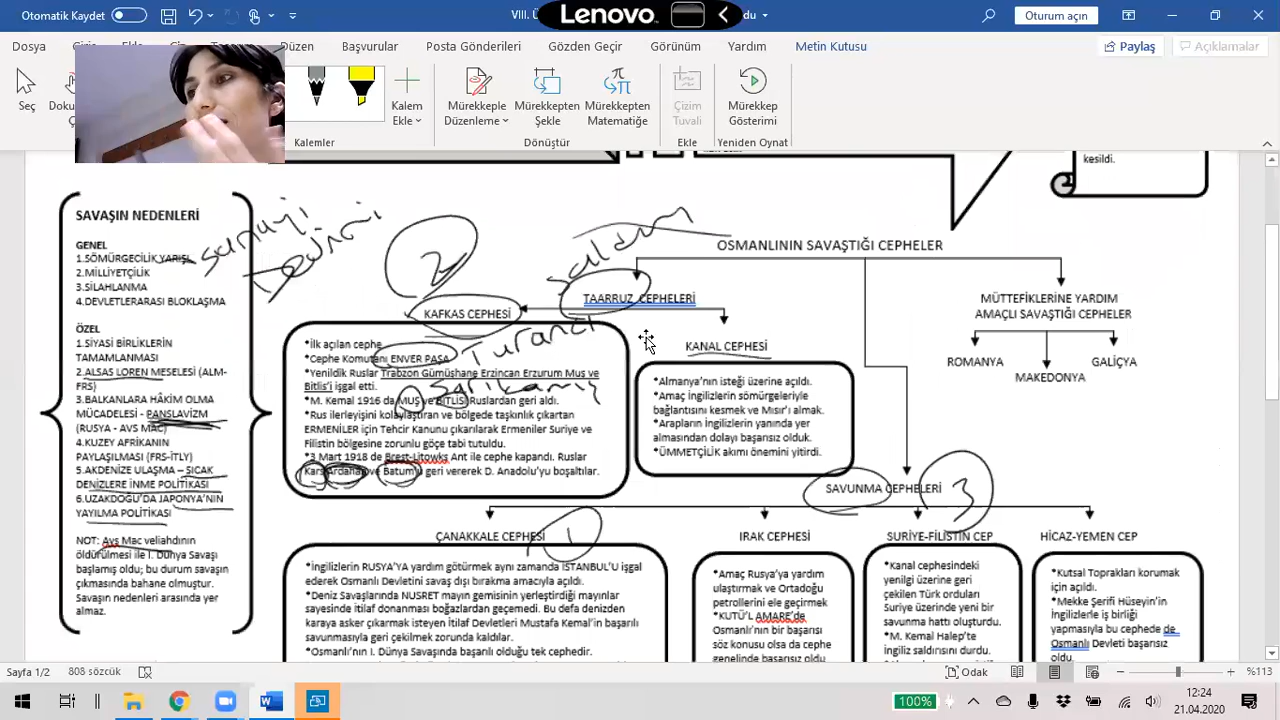 Otomatik Kaydet
VIII. Ü
Lenovo
du
Oturum açın
Dosya
Giriş
Ekle
Çiz
Tasarım
Düzen
Başvurular
Posta Gönderileri
Gözden Geçir
Görünüm
Yardım
Metin Kutusu
Paylaş
Açıklamalar
Seç
Kalem
Ekle
Mürekkeple
Düzenleme
Mürekkepten
Şekle
Mürekkepten
Matematiğe
Çizim
Tuvali
Mürekkep
Gösterimi
Kalemler
Dönüştür
Ekle
Yeniden Oynat
kesildi.
SAVAŞIN NEDENLERİ
GENEL
1.SÖMÜRGECİLİK YARIŞI
2.MİLLİYETÇİLİK
3.SİLAHLANMA
4.DEVLETLERARASI BLOKLAŞMA
ÖZEL
1.SİYASİ BİRLİKLERİN
TAMAMLANMASI
2.ALSAS LOREN MESELESİ (ALM-
FRS)
3.BALKANLARA HÂKİM OLMA
MÜCADELESİ - PANSLAVİZM
(RUSYA - AVS MAC)
4.KUZEY AFRİKANIN
PAYLAŞILMASI (FRS-İTLY)
5.AKDENİZE ULAŞMA – SICAK
DENİZLERE İNME POLİTİKASI
6.UZAKDOĞU'DA JAPONYA'NIN
YAYILMA POLİTİKASI
NOT: Avs Mac veliahdının
öldürülmesi ile I. Dünya Savaşı
başlamış oldu; bu durum savaşın
çıkmasında bahane olmuştur.
Savaşın nedenleri arasında yer
almaz.
2
OSMANLININ SAVAŞTIĞI CEPHELER
TAARRUZ CEPHELERİ
KAFKAS CEPHESİ
Turancı
Sarıkamış
*İlk açılan cephe
*Cephe Komutanı ENVER PAŞA
*Yenildik Ruslar Trabzon Gümüşhane Erzincan Erzurum Muş ve
Bitlis'i işgal etti.
*M. Kemal 1916 da MUŞ ve BİTLİSİ Ruslardan geri aldı.
*Rus ilerleyişini kolaylaştıran ve bölgede taşkınlık çıkartan
ERMENİLER için Tehcir Kanunu çıkarılarak Ermeniler Suriye ve
Filistin bölgesine zorunlu göçe tabi tutuldu.
*3 Mart 1918 de Brest-Litowks Ant ile cephe kapandı. Ruslar
Kars Ardahan ve Batum'u geri vererek D. Anadolu'yu boşaltılar.
KANAL CEPHESİ
*Almanya'nın isteği üzerine açıldı.
*Amaç İngilizlerin sömürgeleriyle
bağlantısını kesmek ve Mısır'ı almak.
*Arapların İngilizlerin yanında yer
almasından dolayı başarısız olduk.
*ÜMMETÇİLİK akımı önemini yitirdi.
MÜTTEFİKLERİNE YARDIM
AMAÇLI SAVAŞTIĞI CEPHELER
ROMANYA
MAKEDONYA
GALİÇYA
SAVUNMA CEPHELERİ
3
ÇANAKKALE CEPHESİ
1
*İngilizlerin RUSYA'YA yardım götürmek aynı zamanda İSTANBUL'U işgal
ederek Osmanlı Devletini savaş dışı bırakma amacıyla açıldı.
*Deniz Savaşlarında NUSRET mayın gemisinin yerleştirdiği mayınlar
sayesinde İtilaf donanması boğazlardan geçemedi. Bu defa denizden
karaya asker çıkarmak isteyen İtilaf Devletleri Mustafa Kemal'in başarılı
savunmasıyla geri çekilmek zorunda kaldılar.
*Osmanlı'nın I. Dünya Savaşında başarılı olduğu tek cephedir.
IRAK CEPHESİ
*Amaç Rusya'ya yardım
ulaştırmak ve Ortadoğu
petrollerini ele geçirmek
*KUTÜ'L AMARE'de
Osmanlı'nın bir başarısı
söz konusu olsa da cephe
genelinde başarısız oldu
SURİYE-FİLİSTİN CEP
*Kanal cephesindeki
yenilgi üzerine geri
çekilen Türk orduları
Suriye üzerinde yeni bir
savunma hattı oluşturdu.
*M. Kemal Halep'te
İngiliz saldırısını durdu.
HİCAZ-YEMEN CEP
*Kutsal Toprakları korumak
için açıldı.
*Mekke Şerifi Hüseyin'in
İngilizlerle iş birliği
yapmasıyla bu cephede de
Osmanlı Devleti başarısız
oldu.
Sayfa 1/2
808 sözcük
Odak
%113
100%
12:24
21.04.2020